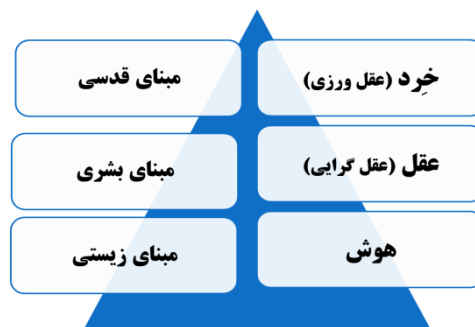 خِرد (عقل ورزی)
مبنای قدسی
عقل (عقل گرایی)
مبنای بشری
هوش
مبنای زیستی